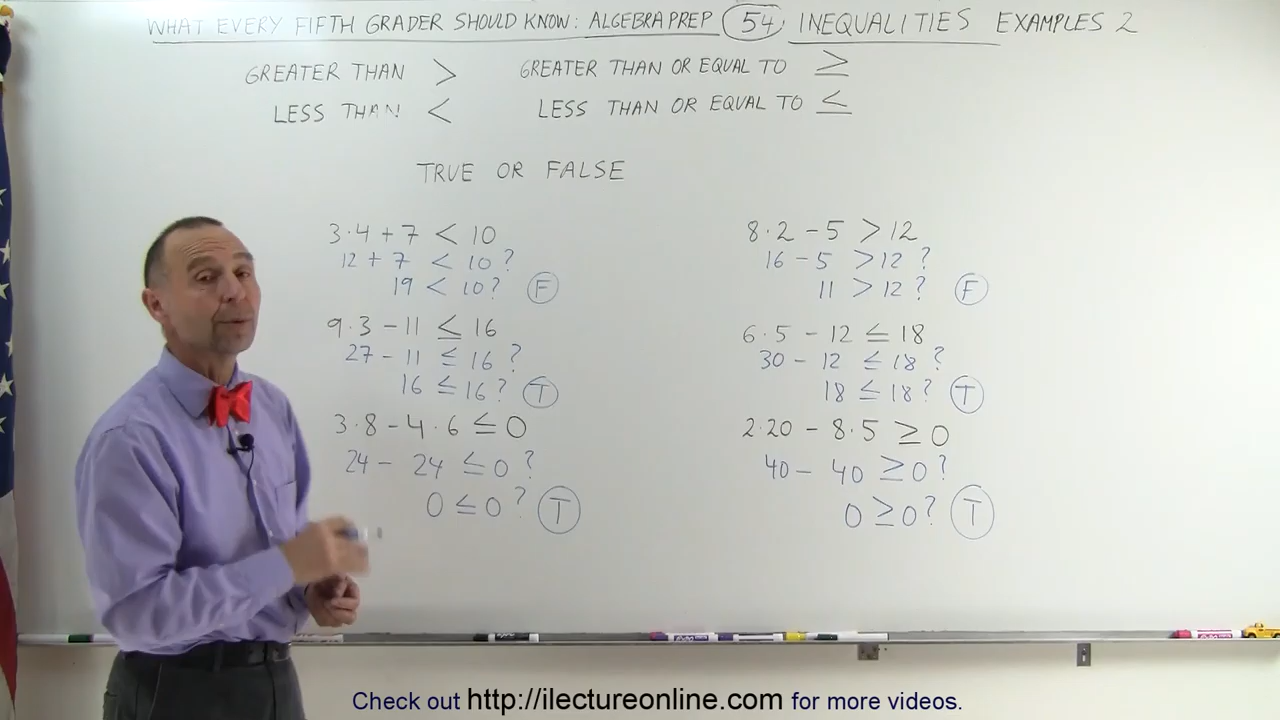 WHAT EVERY FIFTH GRADER SHOULD KNOW: ALGEBRA PREP 54 INEQUALITIES EXAMPLES 2
GREATER THAN > GREATER THAN OR EQUAL TO ≥
LESS THAN < LESS THAN OR EQUAL TO ≤
TRUE OR FALSE
3·4 + 7 < 10
12 + 7 < 10 ?
19 < 10? F
9·3 - 11 ≤ 16
27 - 11 ≤ 16 ?
16 ≤ 16? T
3·8 - 4·6 ≤ 0
24 - 24 ≤ 0 ?
0 ≤ 0 ? T
8·2 - 5 > 12
16 - 5 > 12 ?
11 > 12 ? F
6·5 - 12 ≤ 18
30 - 12 ≤ 18 ?
18 ≤ 18 ? T
2·20 - 8·5 ≥ 0
40 - 40 ≥ 0 ?
0 ≥ 0 ? T
Check out http://ilectureonline.com for more videos.